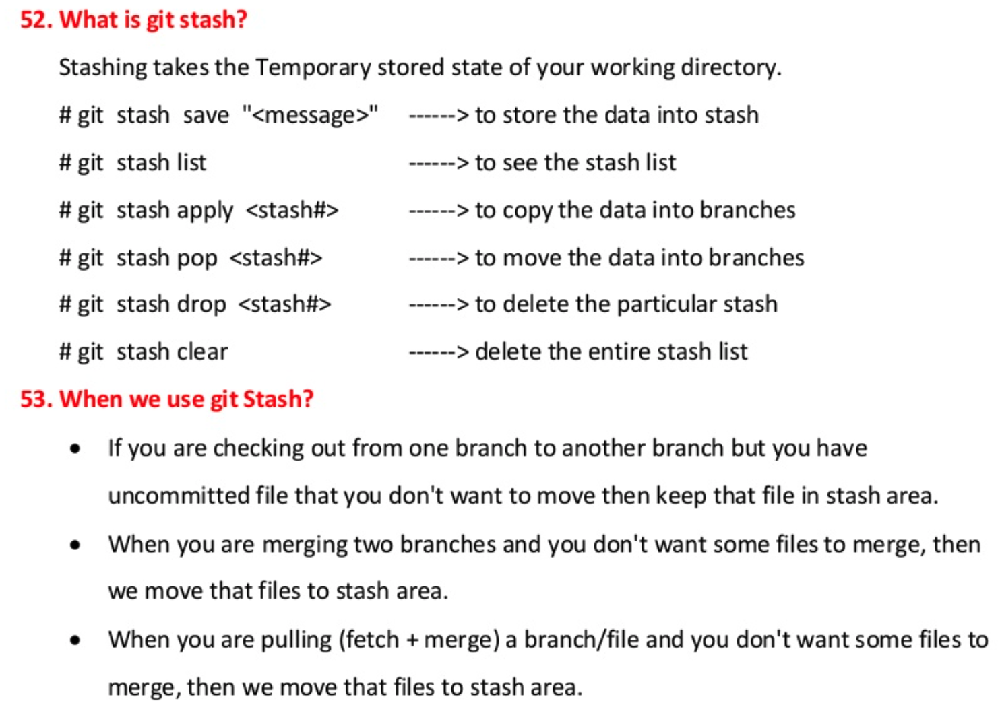 52. What is git stash?
Stashing takes the Temporary stored state of your working directory.
# git stash save "<message>" ------> to store the data into stash
# git stash list ------> to see the stash list
# git stash apply <stash#> ------> to copy the data into branches
# git stash pop <stash#> ------> to move the data into branches
# git stash drop <stash#> ------> to delete the particular stash
# git stash clear ------> delete the entire stash list
53. When we use git Stash?
• If you are checking out from one branch to another branch but you have
uncommitted file that you don't want to move then keep that file in stash area.
• When you are merging two branches and you don't want some files to merge, then
we move that files to stash area.
• When you are pulling (fetch + merge) a branch/file and you don't want some files to
merge, then we move that files to stash area.